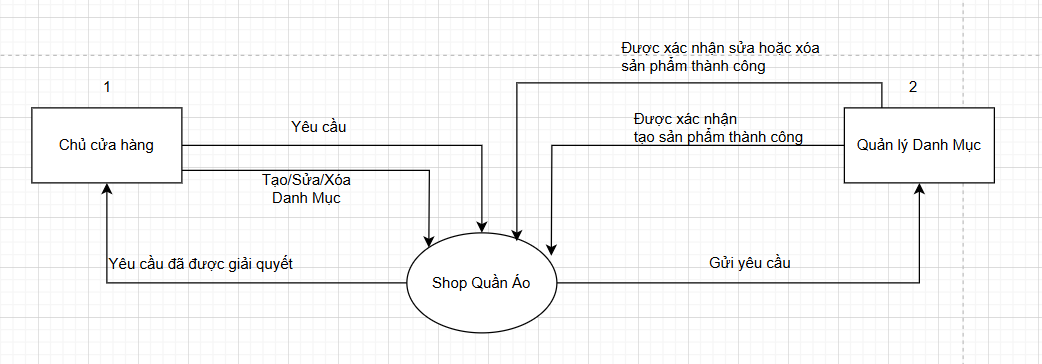 Được xác nhận sửa hoặc xóa
sản phẩm thành công
1
2
Chủ cửa hàng
Yêu cầu
Được xác nhận
tạo sản phẩm thành công
Quản lý Danh Mục
Tạo/Sửa/Xóa
Danh Mục
Yêu cầu đã được giải quyết
Shop Quần Áo
Gửi yêu cầu